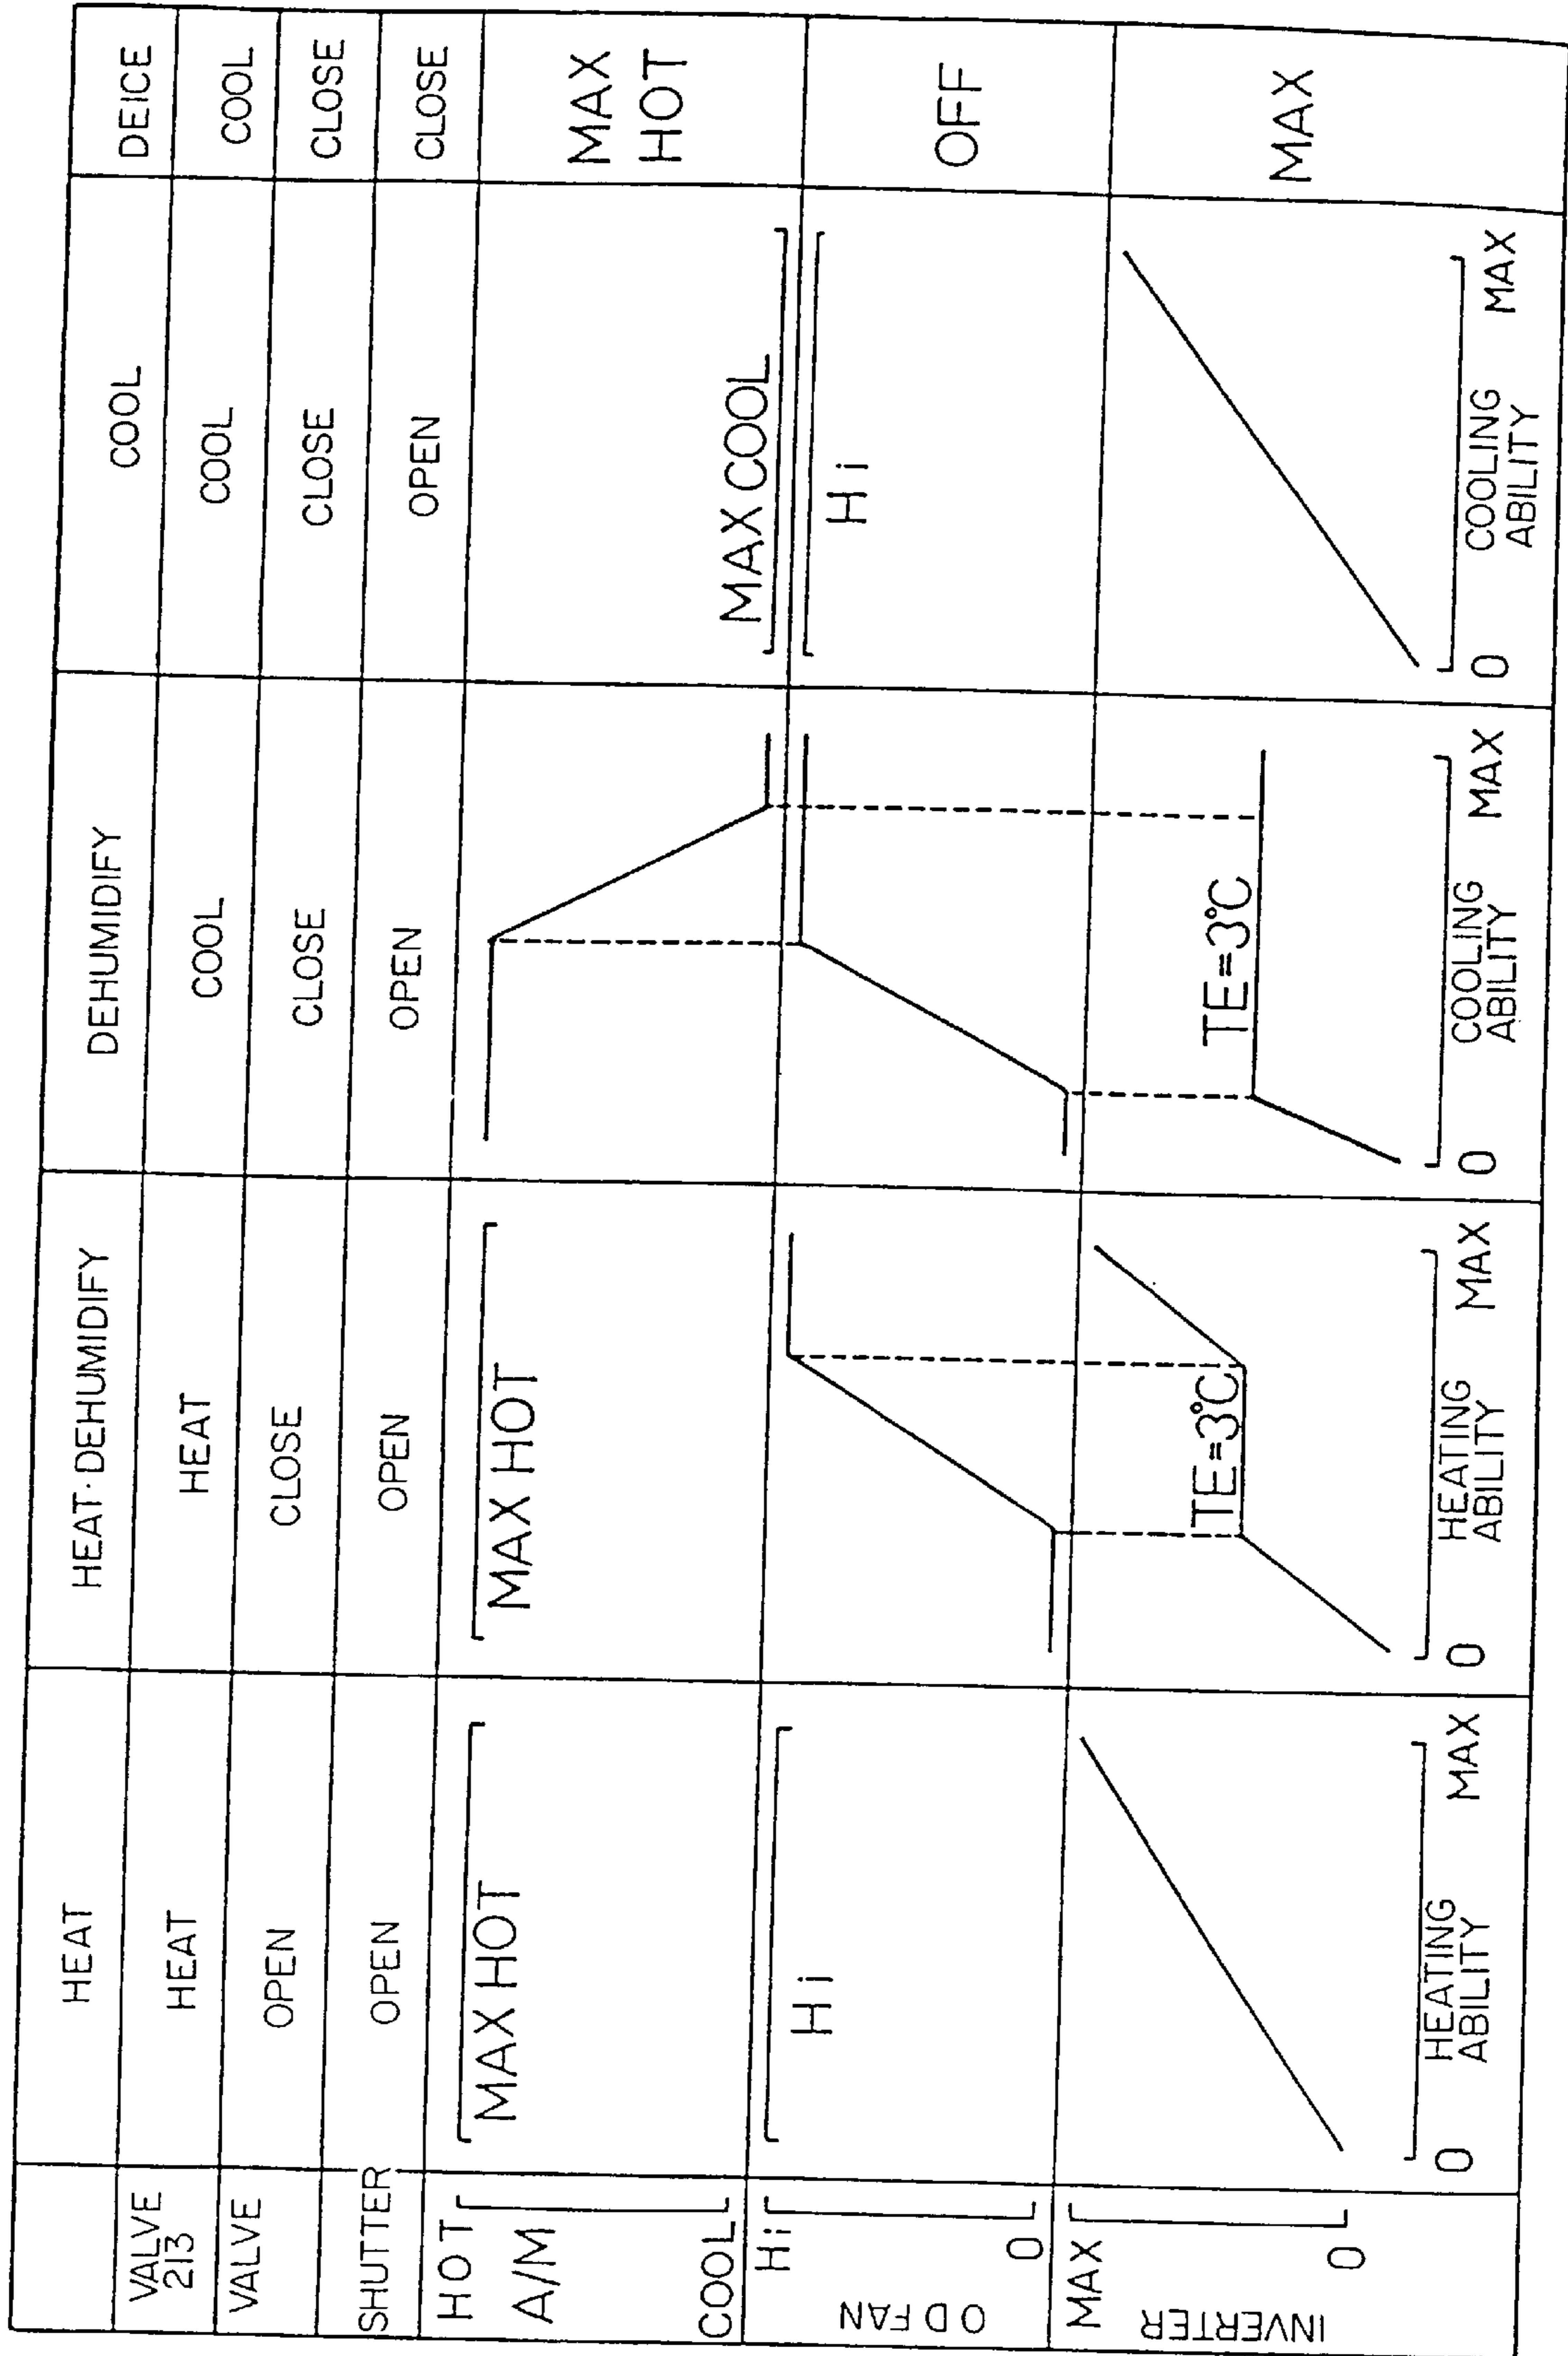 HEAT
HEAT·DEHUMIDIFY
DEHUMIDIFY
COOL
DEICE
VALVE
213
HEAT
HEAT
COOL
COOL
COOL
VALVE
OPEN
CLOSE
CLOSE
CLOSE
CLOSE
SHUTTER
OPEN
OPEN
OPEN
OPEN
CLOSE
HOT
A/M
COOL
MAX HOT
MAX HOT
MAX COOL
MAX
HOT
Hi
OD FAN
0
Hi
Hi
OFF
MAX
INVERTER
0
TE=3°C
TE=3°C
MAX
0
HEATING
ABILITY
MAX
0
HEATING
ABILITY
MAX
0
COOLING
ABILITY
MAX
0
COOLING
ABILITY
MAX